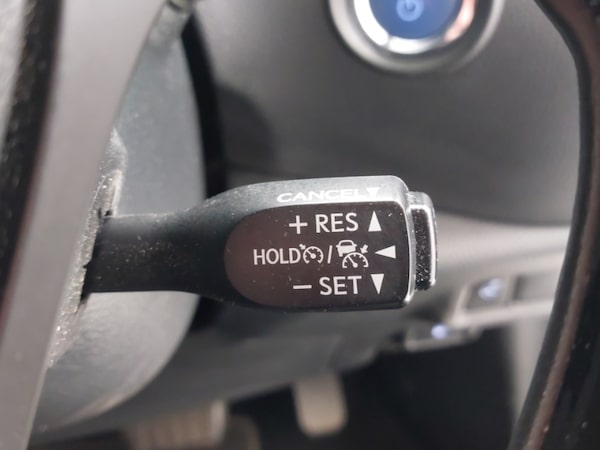 CANCEL ▼
+ RES ▲
HOLD / ◄
− SET ▼